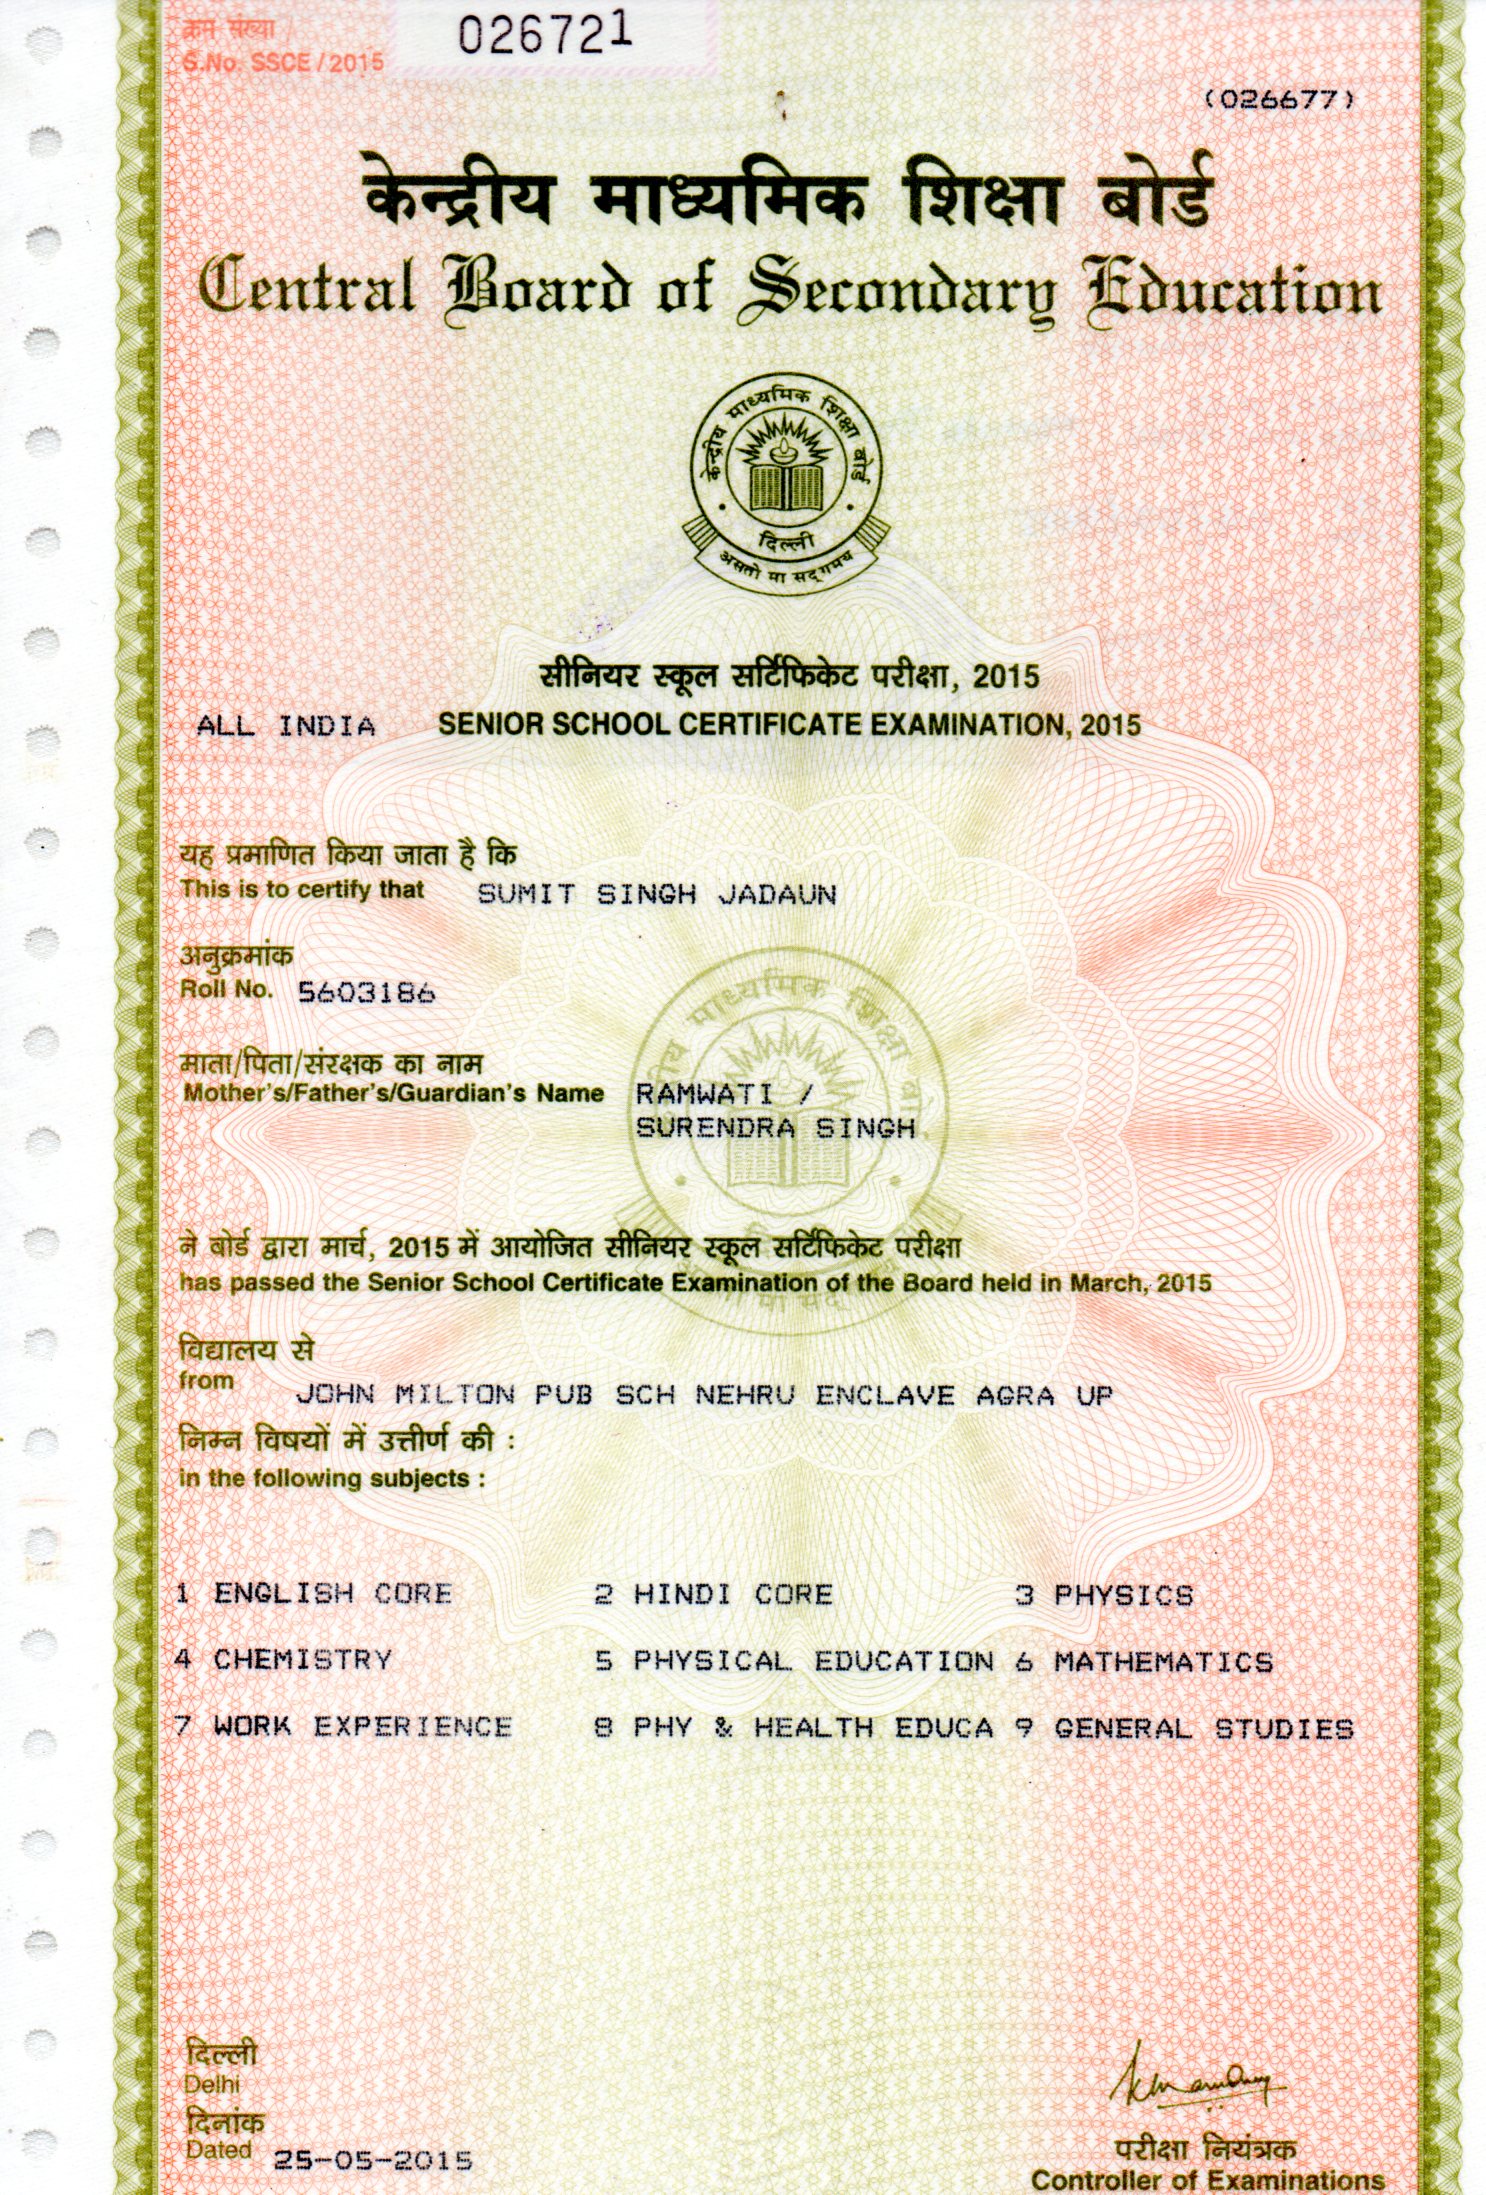 क्रम संख्या
S.No. SSCE / 2015
026721
(026677)
केन्द्रीय माध्यमिक शिक्षा बोर्ड
Central Board of Secondary Education
केन्द्रीय माध्यमिक शिक्षा बोर्ड
दिल्ली
असतो मा सद्गमय
सीनियर स्कूल सर्टिफिकेट परीक्षा, 2015
ALL INDIA SENIOR SCHOOL CERTIFICATE EXAMINATION, 2015
यह प्रमाणित किया जाता है कि
This is to certify that SUMIT SINGH JADAUN
अनुक्रमांक
Roll No. 5603186
माता/पिता/संरक्षक का नाम
Mother's/Father's/Guardian's Name RAMWATI /
SURENDRA SINGH
ने बोर्ड द्वारा मार्च, 2015 में आयोजित सीनियर स्कूल सर्टिफिकेट परीक्षा
has passed the Senior School Certificate Examination of the Board held in March, 2015
विद्यालय से
from JOHN MILTON PUB SCH NEHRU ENCLAVE AGRA UP
निम्न विषयों में उत्तीर्ण की :
in the following subjects :
1 ENGLISH CORE 2 HINDI CORE 3 PHYSICS
4 CHEMISTRY 5 PHYSICAL EDUCATION 6 MATHEMATICS
7 WORK EXPERIENCE 8 PHY & HEALTH EDUCA 9 GENERAL STUDIES
दिल्ली
Delhi
दिनांक
Dated 25-05-2015
परीक्षा नियंत्रक
Controller of Examinations